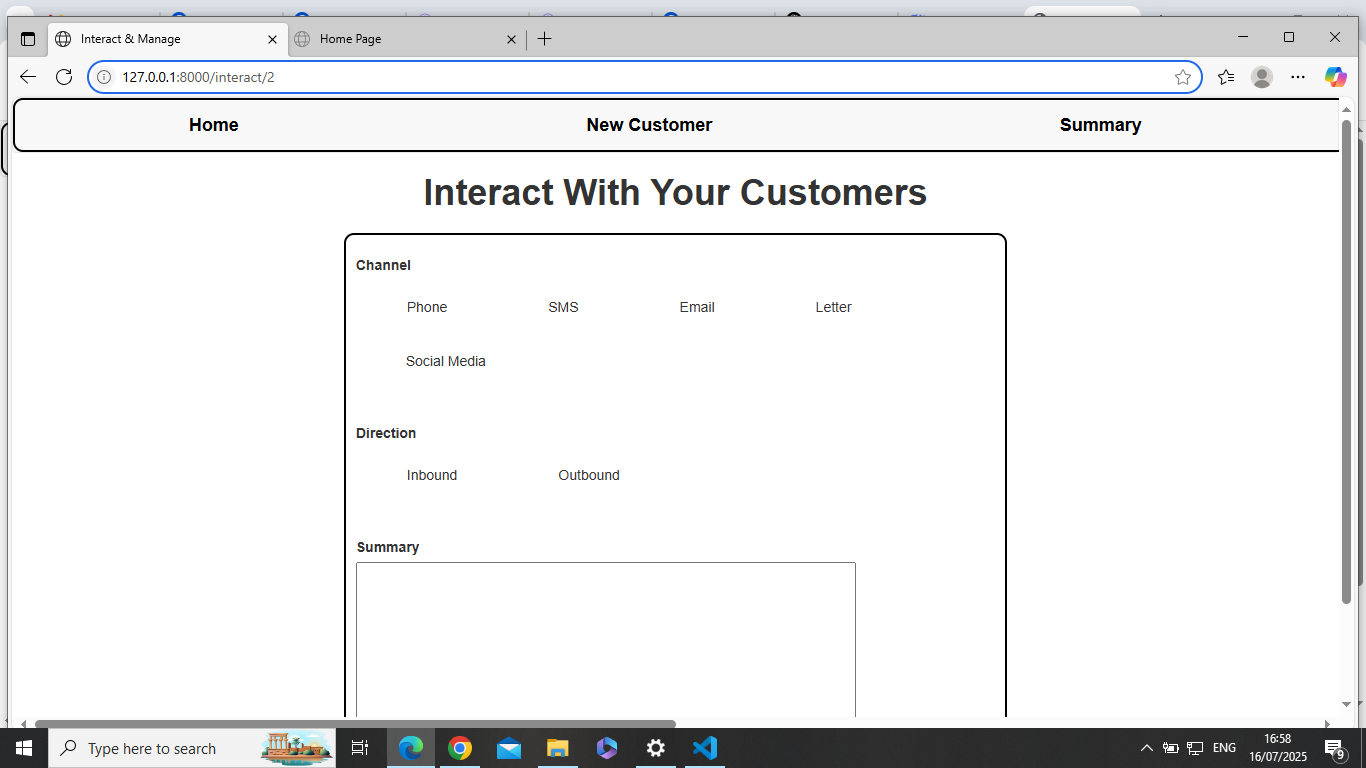 Interact & Manage
Home Page
127.0.0.1:8000/interact/2
Home New Customer Summary
Interact With Your Customers
Channel
Phone SMS Email Letter
Social Media
Direction
Inbound Outbound
Summary
Type here to search
ENG
16:58
16/07/2025
9